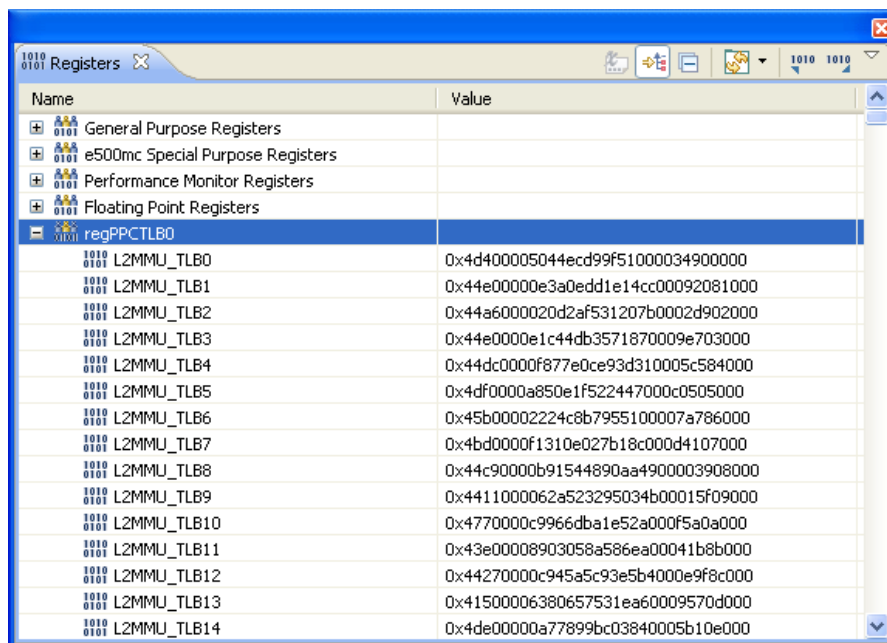 Registers
1010 1010
Name Value
General Purpose Registers
e500mc Special Purpose Registers
Performance Monitor Registers
Floating Point Registers
regPPCTLB0
L2MMU_TLB0 0x4d400005044ecd99f51000034900000
L2MMU_TLB1 0x44e00000e3a0edd1e14cc00092081000
L2MMU_TLB2 0x44a6000020d2af531207b0002d902000
L2MMU_TLB3 0x44e0000e1c44db3571870009e703000
L2MMU_TLB4 0x44dc0000f877e0ce93d310005c584000
L2MMU_TLB5 0x4df0000a850e1f522447000c0505000
L2MMU_TLB6 0x45b00002224c8b7955100007a786000
L2MMU_TLB7 0x4bd0000f1310e027b18c000d4107000
L2MMU_TLB8 0x44c90000b91544890aa4900003908000
L2MMU_TLB9 0x4411000062a523295034b00015f09000
L2MMU_TLB10 0x4770000c9966dba1e52a000f5a0a000
L2MMU_TLB11 0x43e00008903058a586ea00041b8b000
L2MMU_TLB12 0x44270000c945a5c93e5b4000e9f8c000
L2MMU_TLB13 0x41500006380657531ea60009570d000
L2MMU_TLB14 0x4de00000a77899bc03840005b10e000